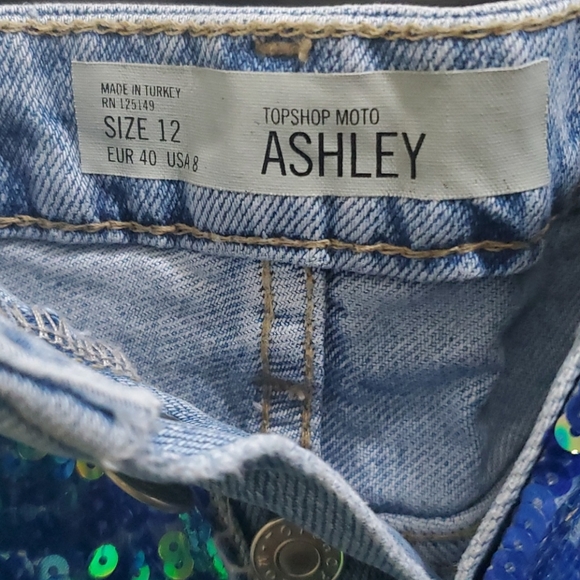 MADE IN TURKEY
RN 125149
SIZE 12
EUR 40 USA 8
TOPSHOP MOTO
ASHLEY